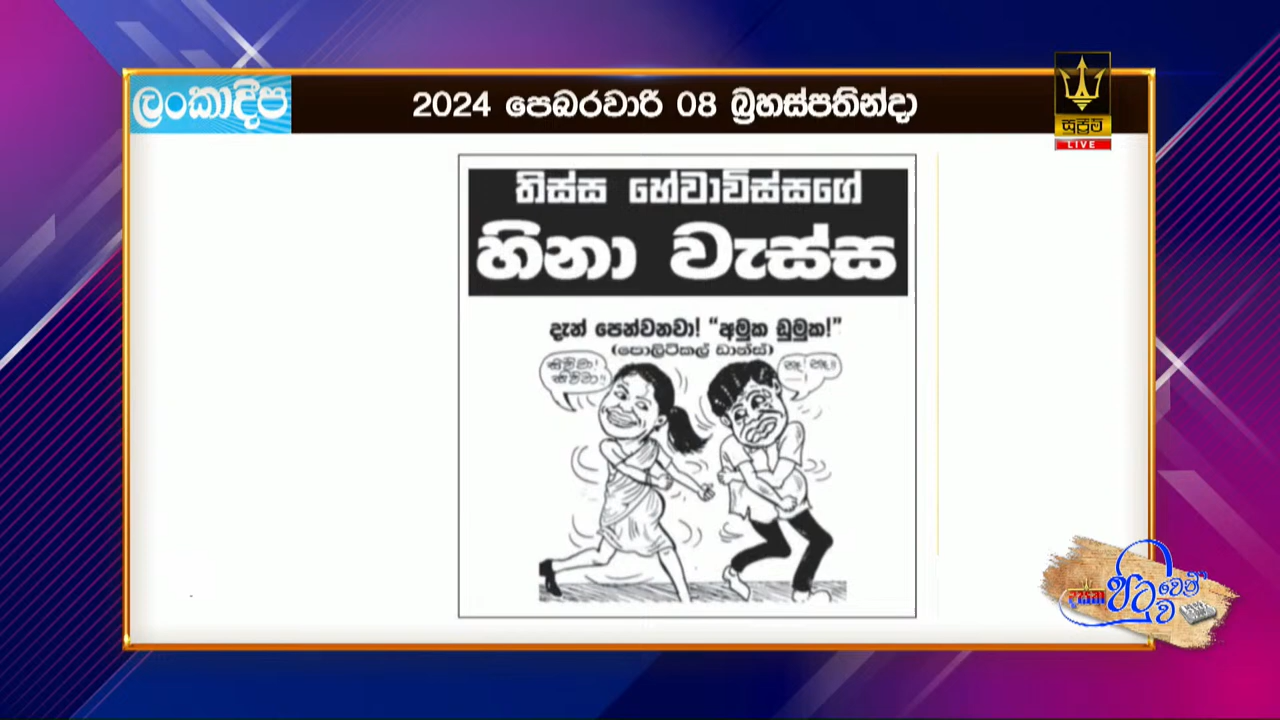 ලංකාදීප
2024 පෙබරවාරි 08 බ්‍රහස්පතින්දා
සුප්‍රීම්
LIVE
තිස්ස හේවාවිස්සගේ
හිනා වැස්ස
දැන් පෙන්වනවා! “අමුක ඩුමුක!”
(පොලිටිකල් ඩාන්ස්)